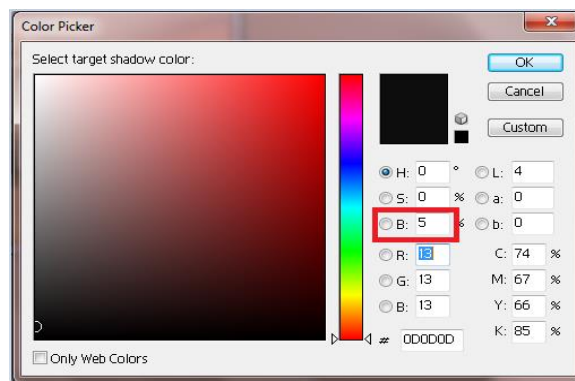 Color Picker
Select target shadow color:
OK
Cancel
Custom
H: 0 °
L: 4
S: 0 %
a: 0
B: 5 %
b: 0
R: 13
C: 74 %
G: 13
M: 67 %
B: 13
Y: 66 %
# 0D0D0D
K: 85 %
Only Web Colors